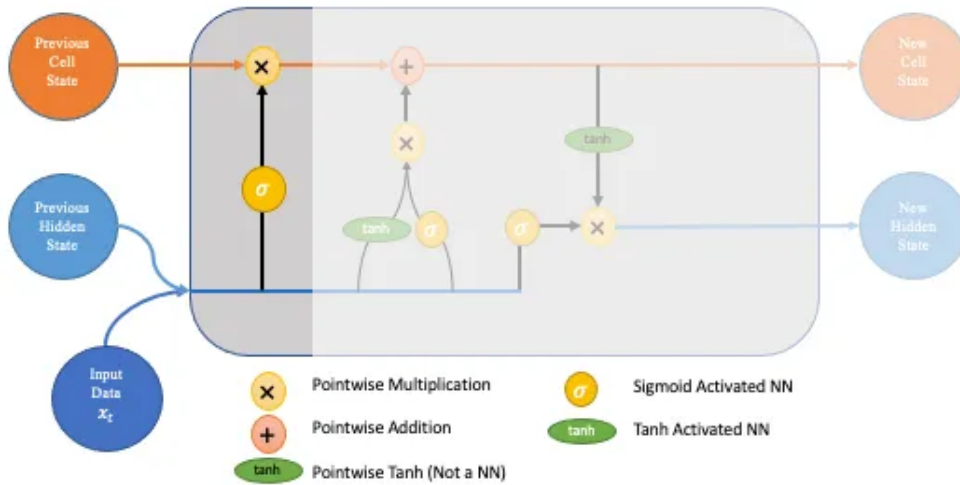 Previous
Cell
State
×
+
New
Cell
State
×
tanh
Previous
Hidden
State
σ
tanh
σ
σ
×
New
Hidden
State
Input
Data
xₜ
× Pointwise Multiplication
σ Sigmoid Activated NN
+ Pointwise Addition
tanh Tanh Activated NN
tanh Pointwise Tanh (Not a NN)